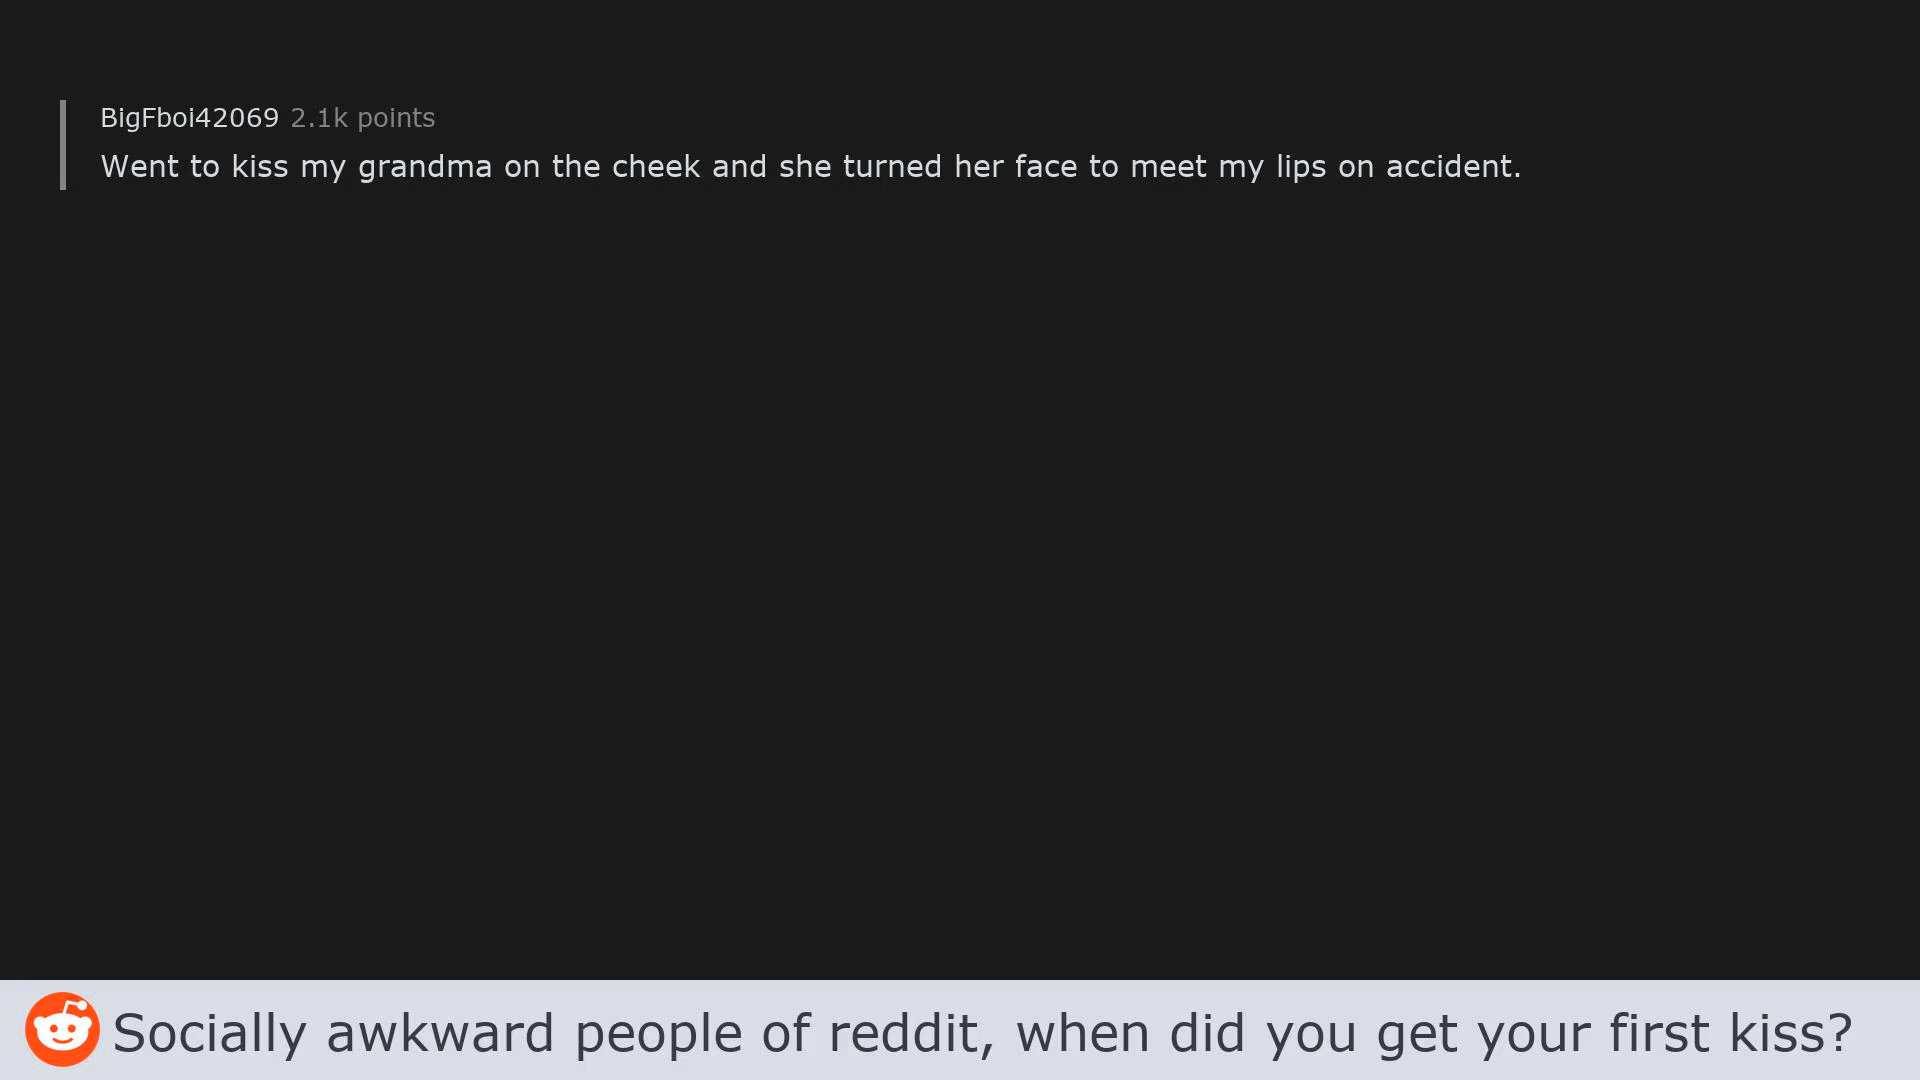 BigFboi42069 2.1k points
Went to kiss my grandma on the cheek and she turned her face to meet my lips on accident.
Socially awkward people of reddit, when did you get your first kiss?